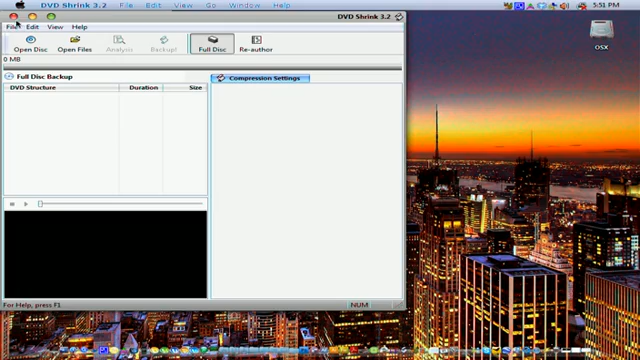 DVD Shrink 3.2 File Edit View Go Window Help 5:51 PM
DVD Shrink 3.2
File Edit View Help
Open Disc Open Files Analysis Backup! Full Disc Re-author
0 MB
Full Disc Backup
Compression Settings
DVD Structure Duration Size
OSX
For Help, press F1 NUM